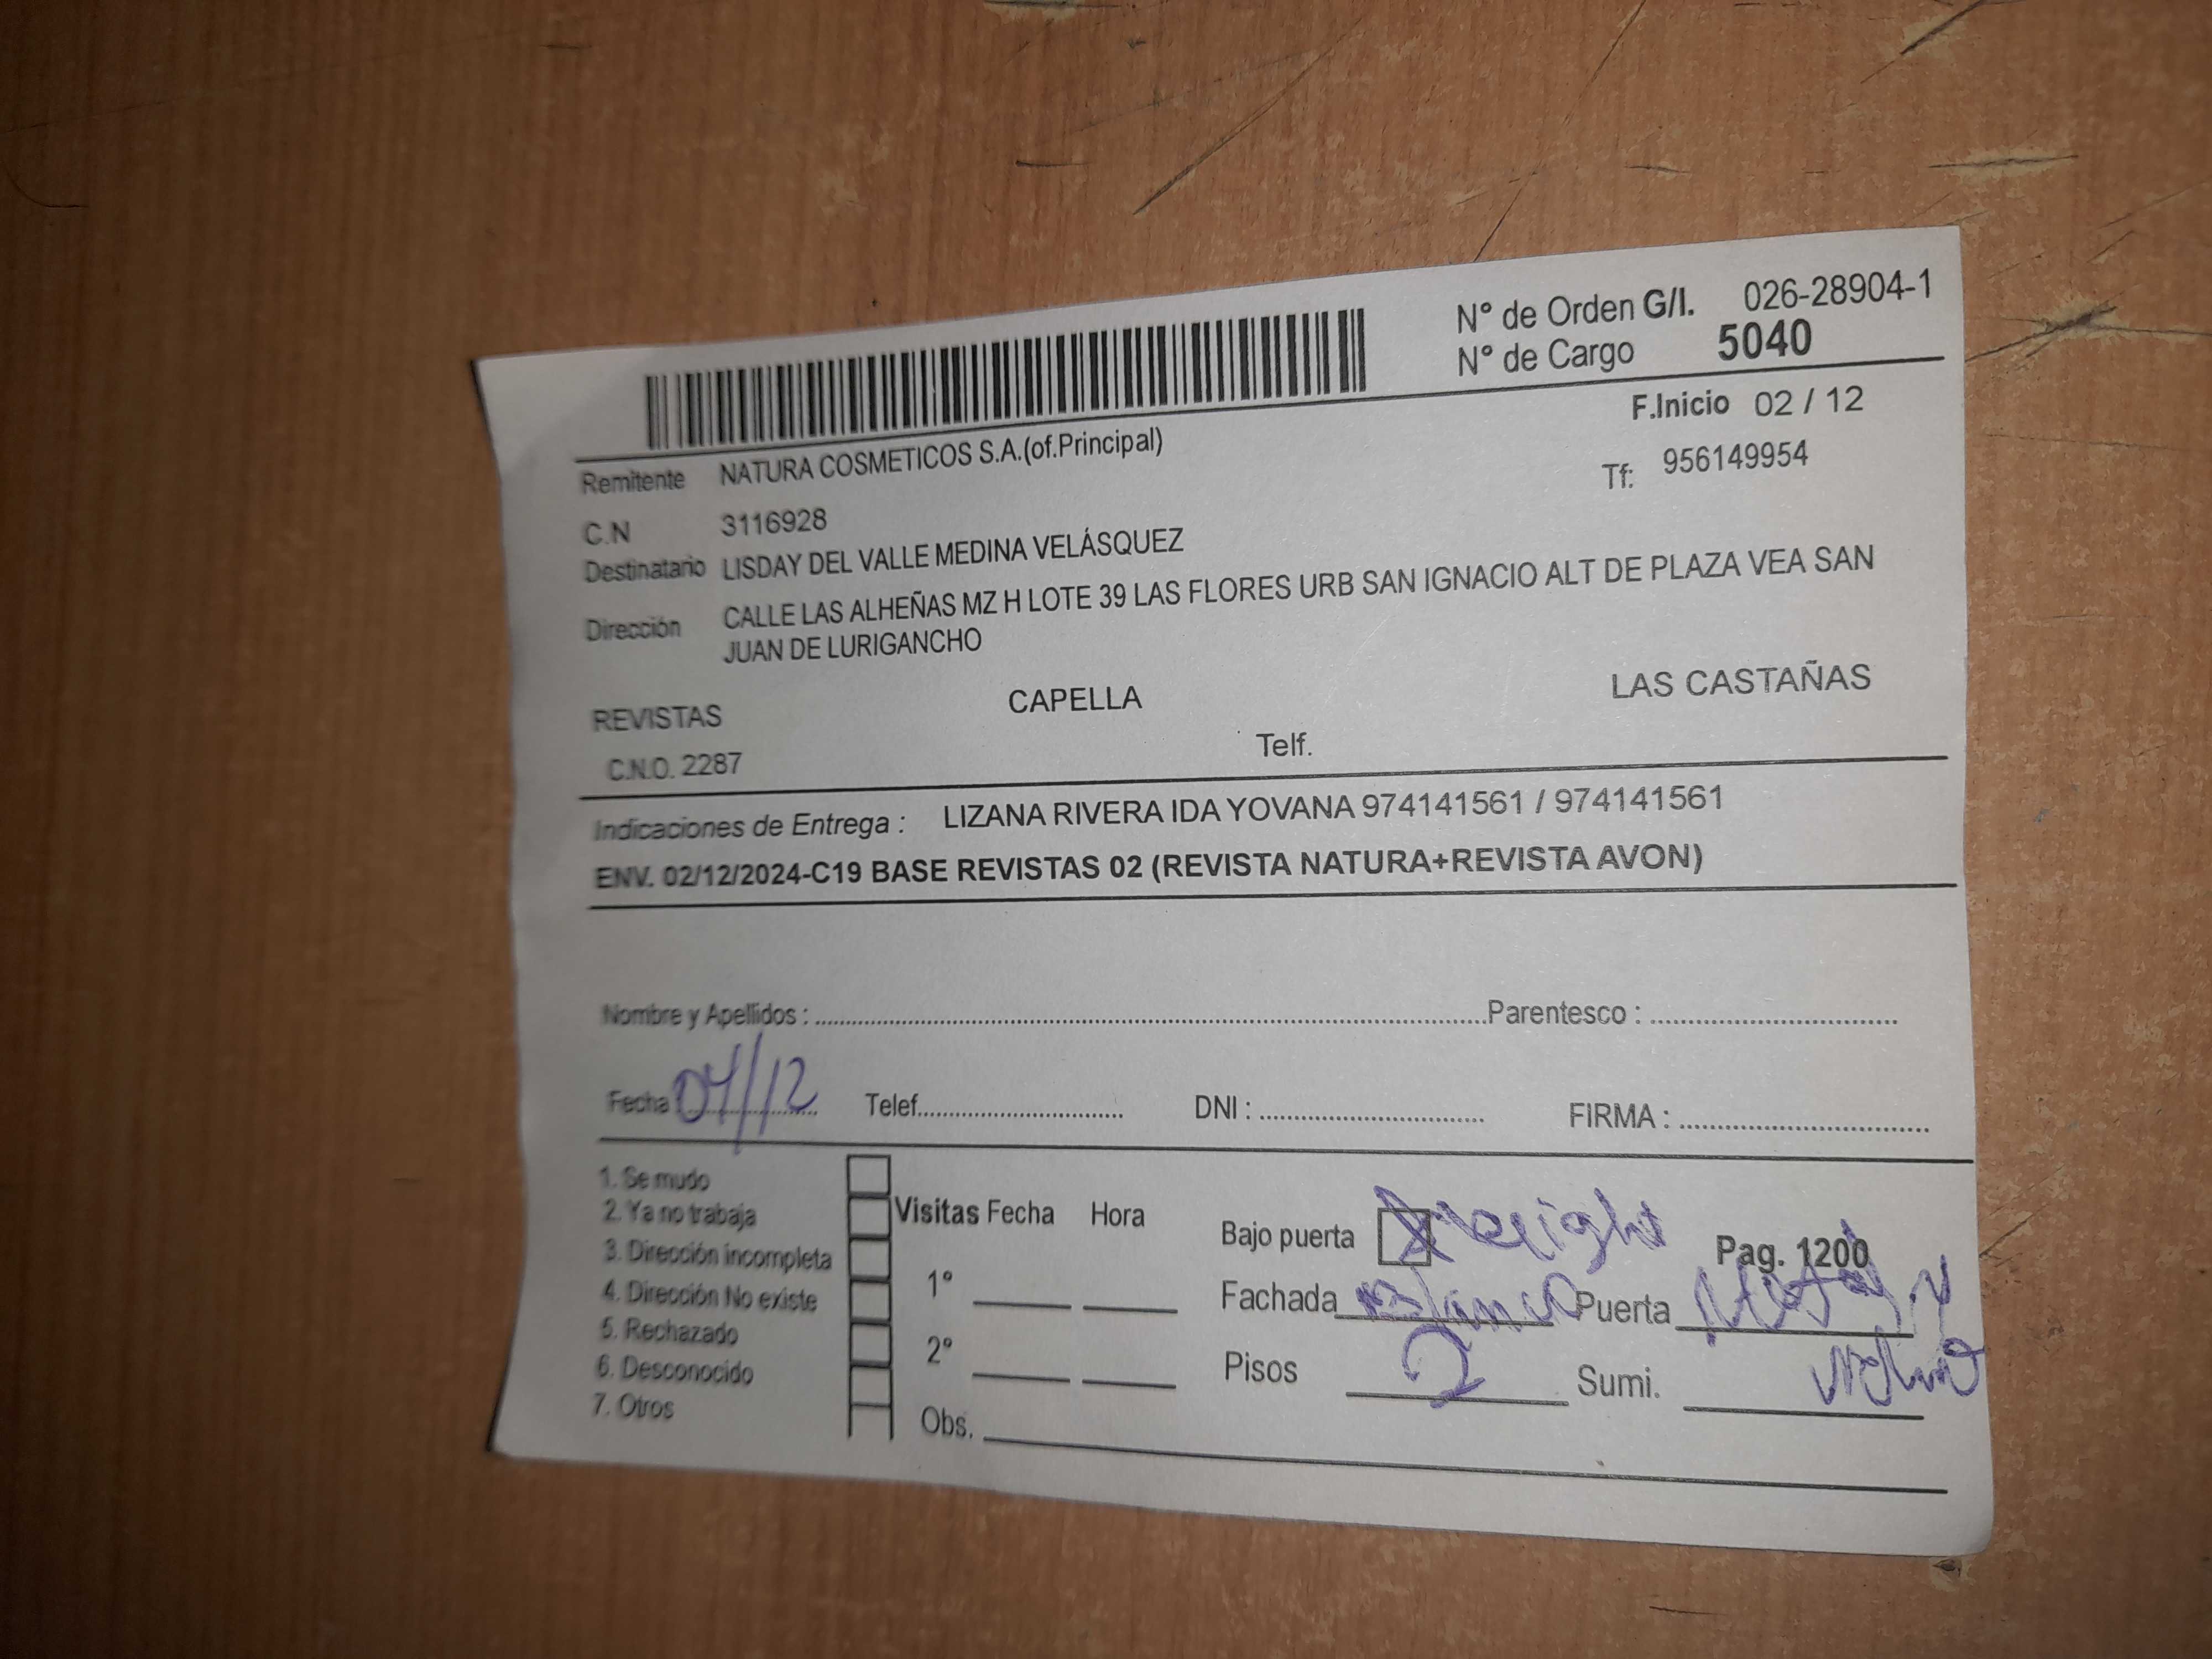 N° de Orden G/I. 026-28904-1
N° de Cargo 5040
F.Inicio 02 / 12
Remitente NATURA COSMETICOS S.A.(of.Principal)
Tf: 956149954
C.N 3116928
Destinatario LISDAY DEL VALLE MEDINA VELÁSQUEZ
Dirección CALLE LAS ALHEÑAS MZ H LOTE 39 LAS FLORES URB SAN IGNACIO ALT DE PLAZA VEA SAN
JUAN DE LURIGANCHO
REVISTAS CAPELLA LAS CASTAÑAS
C.N.O. 2287 Telf.
Indicaciones de Entrega : LIZANA RIVERA IDA YOVANA 974141561 / 974141561
ENV. 02/12/2024-C19 BASE REVISTAS 02 (REVISTA NATURA+REVISTA AVON)
Nombre y Apellidos : Parentesco :
Fecha : 04/12 Telef. DNI : FIRMA :
1. Se mudo
2. Ya no trabaja
3. Dirección incompleta
4. Dirección No existe
5. Rechazado
6. Desconocido
7. Otros
Visitas Fecha Hora
1°
2°
Obs.
Bajo puerta Pag. 1200
Fachada Blanco Puerta
Pisos 2 Sumi.